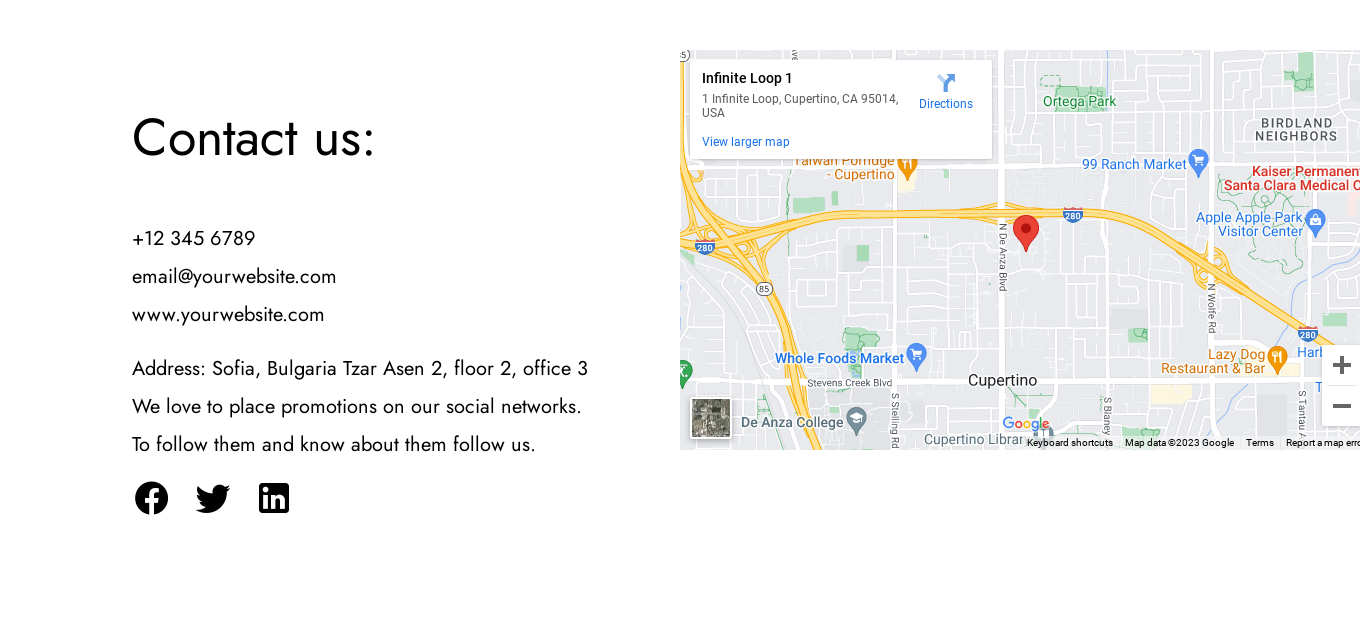 Contact us:
+12 345 6789
email@yourwebsite.com
www.yourwebsite.com
Address: Sofia, Bulgaria Tzar Asen 2, floor 2, office 3
We love to place promotions on our social networks.
To follow them and know about them follow us.
Infinite Loop 1
1 Infinite Loop, Cupertino, CA 95014,
USA
Directions
View larger map
Ortega Park
BIRDLAND
NEIGHBORS
Taiwan Porridge
- Cupertino
99 Ranch Market
Kaiser Permanen
Santa Clara Medical C
280
Apple Apple Park
Visitor Center
280
N De Anza Blvd
85
N Wolfe Rd
280
Whole Foods Market
Lazy Dog
Restaurant & Bar
Harb
Stevens Creek Blvd
Cupertino
S Stelling Rd
S Blaney
S Tantau A
De Anza College
Google
Cupertino Librar
Keyboard shortcuts
Map data ©2023 Google
Terms
Report a map erro